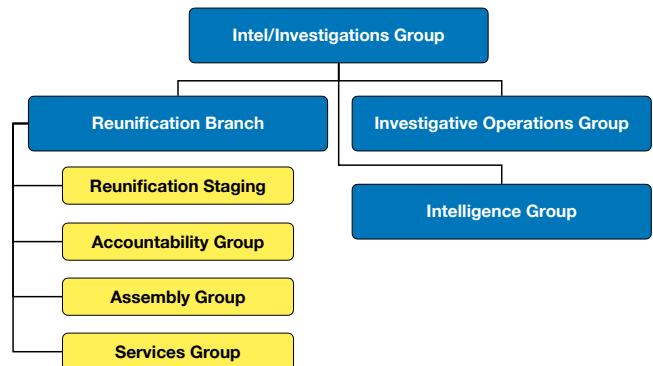 Intel/Investigations Group
Reunification Branch
Investigative Operations Group
Reunification Staging
Intelligence Group
Accountability Group
Assembly Group
Services Group